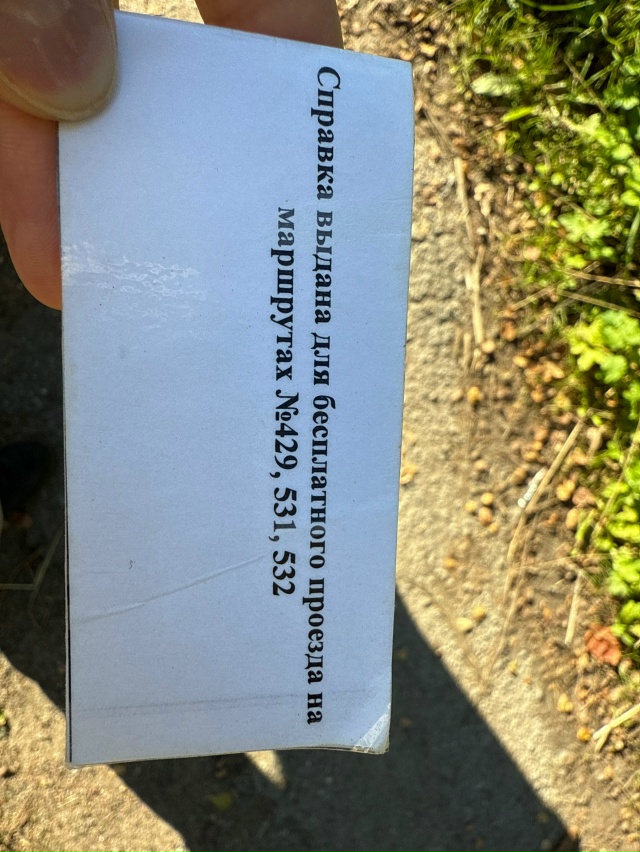 Справка выдана для бесплатного проезда на
маршрутах №429, 531, 532